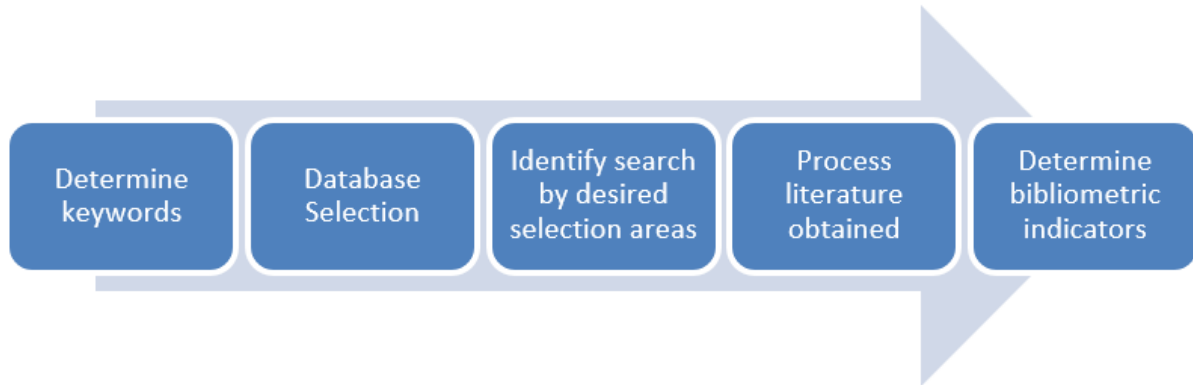 Determine
keywords
Database
Selection
Identify search
by desired
selection areas
Process
literature
obtained
Determine
bibliometric
indicators